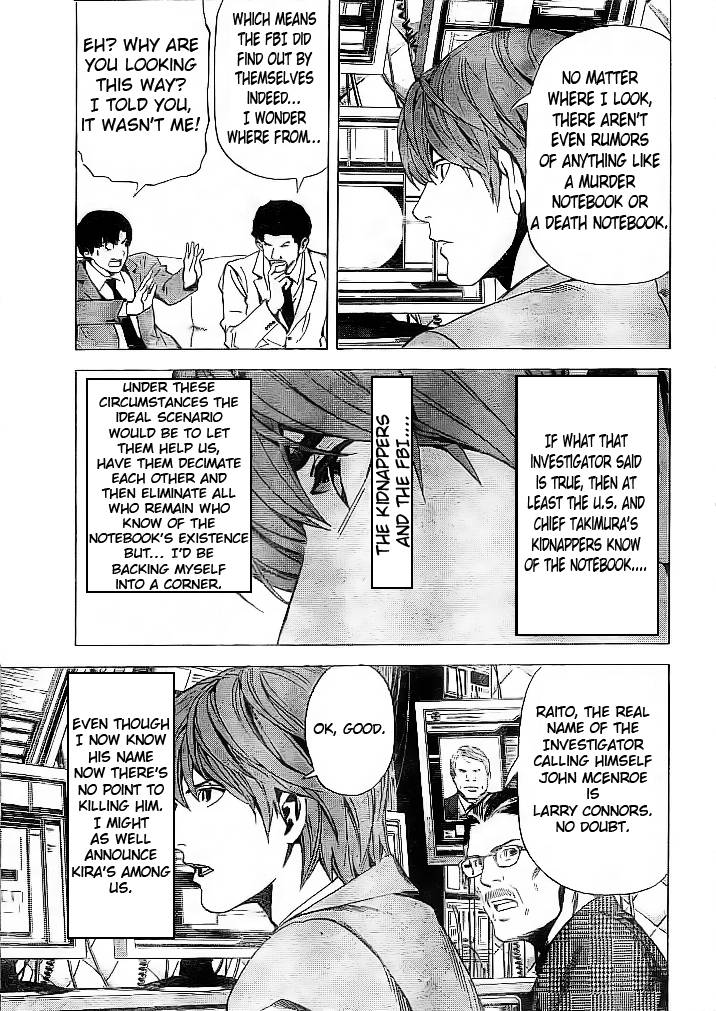 NO MATTER
WHERE I LOOK,
THERE AREN'T
EVEN RUMORS
OF ANYTHING LIKE
A MURDER
NOTEBOOK OR
A DEATH NOTEBOOK.
WHICH MEANS
THE FBI DID
FIND OUT BY
THEMSELVES
INDEED...
I WONDER
WHERE FROM...
EH? WHY ARE
YOU LOOKING
THIS WAY?
I TOLD YOU,
IT WASN'T ME!
IF WHAT THAT
INVESTIGATOR SAID
IS TRUE, THEN AT
LEAST THE U.S. AND
CHIEF TAKIMURA'S
KIDNAPPERS KNOW
OF THE NOTEBOOK....
THE KIDNAPPERS
AND THE FBI....
UNDER THESE
CIRCUMSTANCES THE
IDEAL SCENARIO
WOULD BE TO LET
THEM HELP US,
HAVE THEM DECIMATE
EACH OTHER AND
THEN ELIMINATE ALL
WHO REMAIN WHO
KNOW OF THE
NOTEBOOK'S EXISTENCE
BUT... I'D BE
BACKING MYSELF
INTO A CORNER.
RAITO, THE REAL
NAME OF THE
INVESTIGATOR
CALLING HIMSELF
JOHN MCENROE
IS
LARRY CONNORS.
NO DOUBT.
OK, GOOD.
EVEN THOUGH
I NOW KNOW
HIS NAME
NOW THERE'S
NO POINT TO
KILLING HIM.
I MIGHT
AS WELL
ANNOUNCE
KIRA'S AMONG
US.